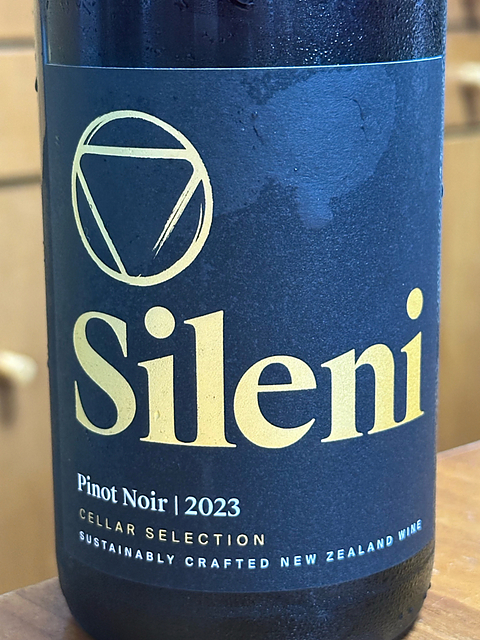 Sileni
Pinot Noir | 2023
CELLAR SELECTION
SUSTAINABLY CRAFTED NEW ZEALAND WINE